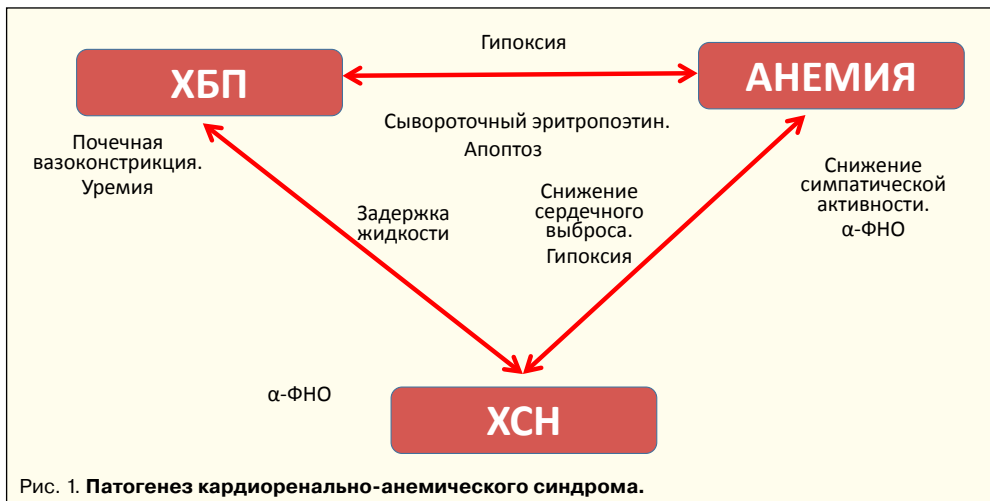 Гипоксия
ХБП
АНЕМИЯ
Сывороточный эритропоэтин.
Апоптоз
Почечная
вазоконстрикция.
Уремия
Задержка
жидкости
Снижение
сердечного
выброса.
Гипоксия
Снижение
симпатической
активности.
α-ФНО
α-ФНО
ХСН
Рис. 1. Патогенез кардиоренально-анемического синдрома.